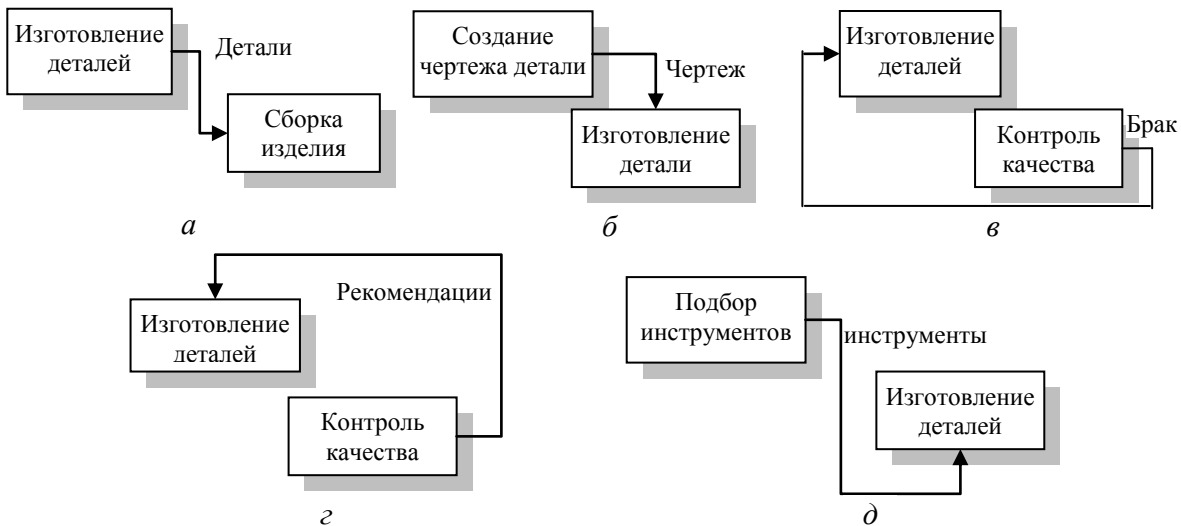 Изготовление
деталей
Детали
Сборка
изделия
а
Создание
чертежа детали
Чертеж
Изготовление
детали
б
Изготовление
деталей
Контроль
качества
Брак
в
Рекомендации
Изготовление
деталей
Контроль
качества
г
Подбор
инструментов
инструменты
Изготовление
деталей
д